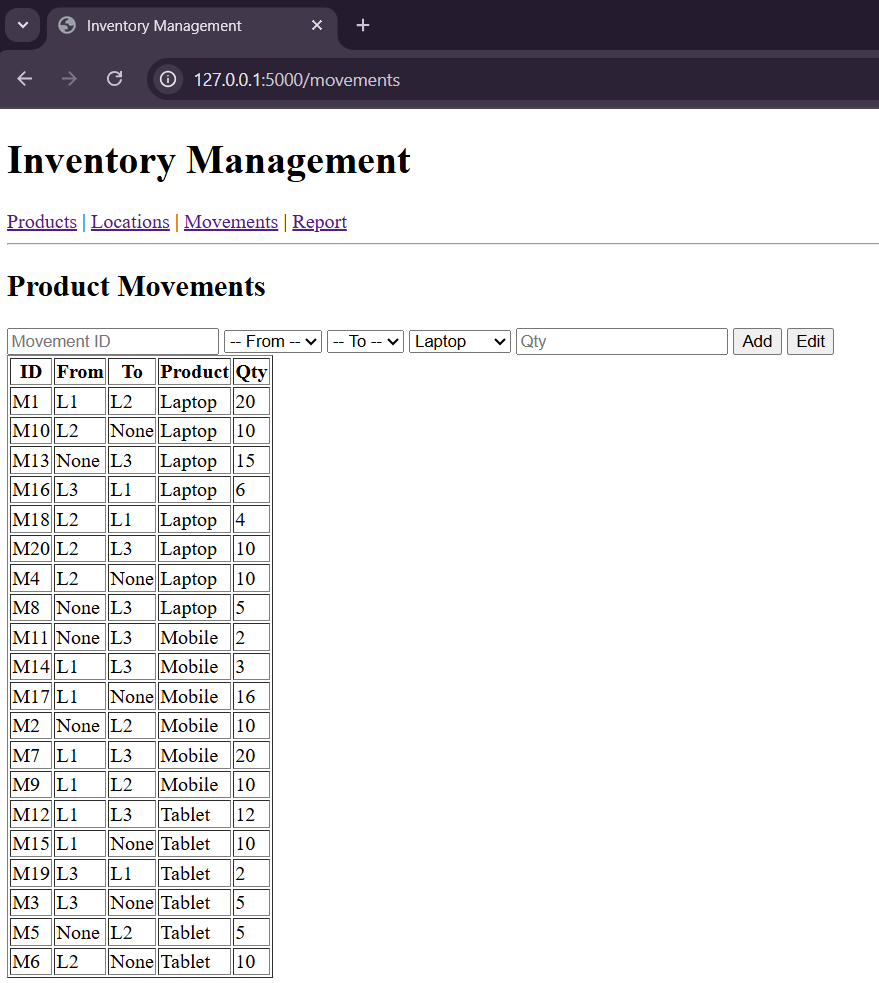 Inventory Management
127.0.0.1:5000/movements
Inventory Management
Products | Locations | Movements | Report
Product Movements
Movement ID -- From -- -- To -- Laptop Qty Add Edit
ID From To Product Qty
M1 L1 L2 Laptop 20
M10 L2 None Laptop 10
M13 None L3 Laptop 15
M16 L3 L1 Laptop 6
M18 L2 L1 Laptop 4
M20 L2 L3 Laptop 10
M4 L2 None Laptop 10
M8 None L3 Laptop 5
M11 None L3 Mobile 2
M14 L1 L3 Mobile 3
M17 L1 None Mobile 16
M2 None L2 Mobile 10
M7 L1 L3 Mobile 20
M9 L1 L2 Mobile 10
M12 L1 L3 Tablet 12
M15 L1 None Tablet 10
M19 L3 L1 Tablet 2
M3 L3 None Tablet 5
M5 None L2 Tablet 5
M6 L2 None Tablet 10